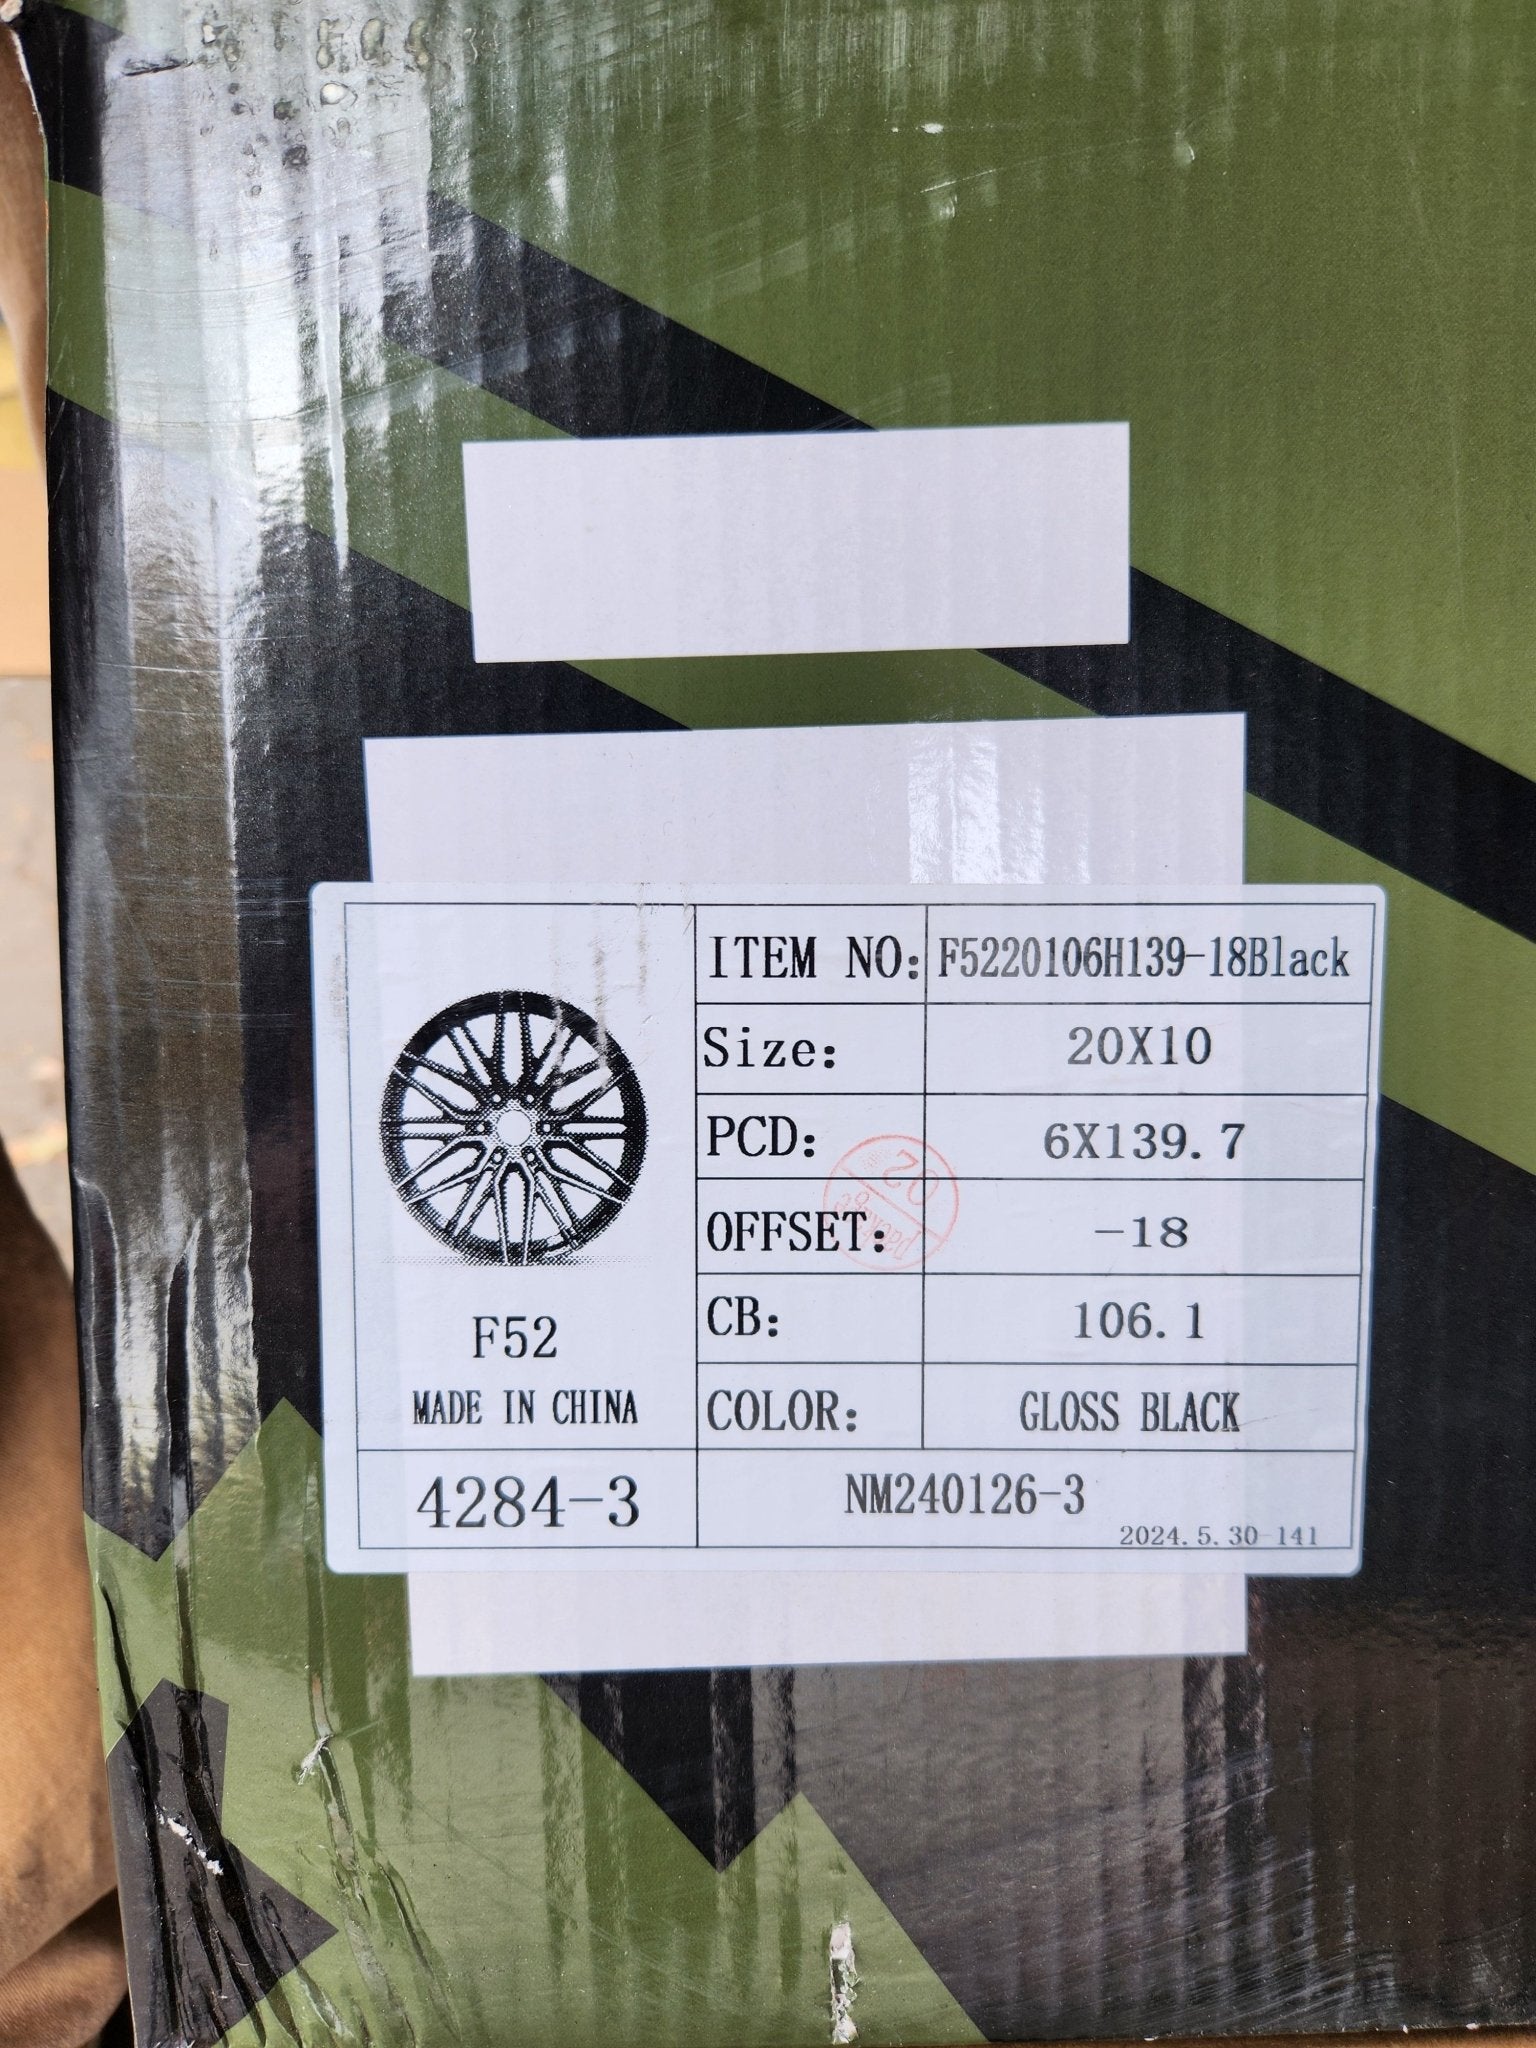 ITEM NO: F5220106H139-18Black
Size: 20X10
PCD: 6X139.7
OFFSET: -18
CB: 106.1
COLOR: GLOSS BLACK
F52
MADE IN CHINA
4284-3
NM240126-3
2024.5.30-141
02